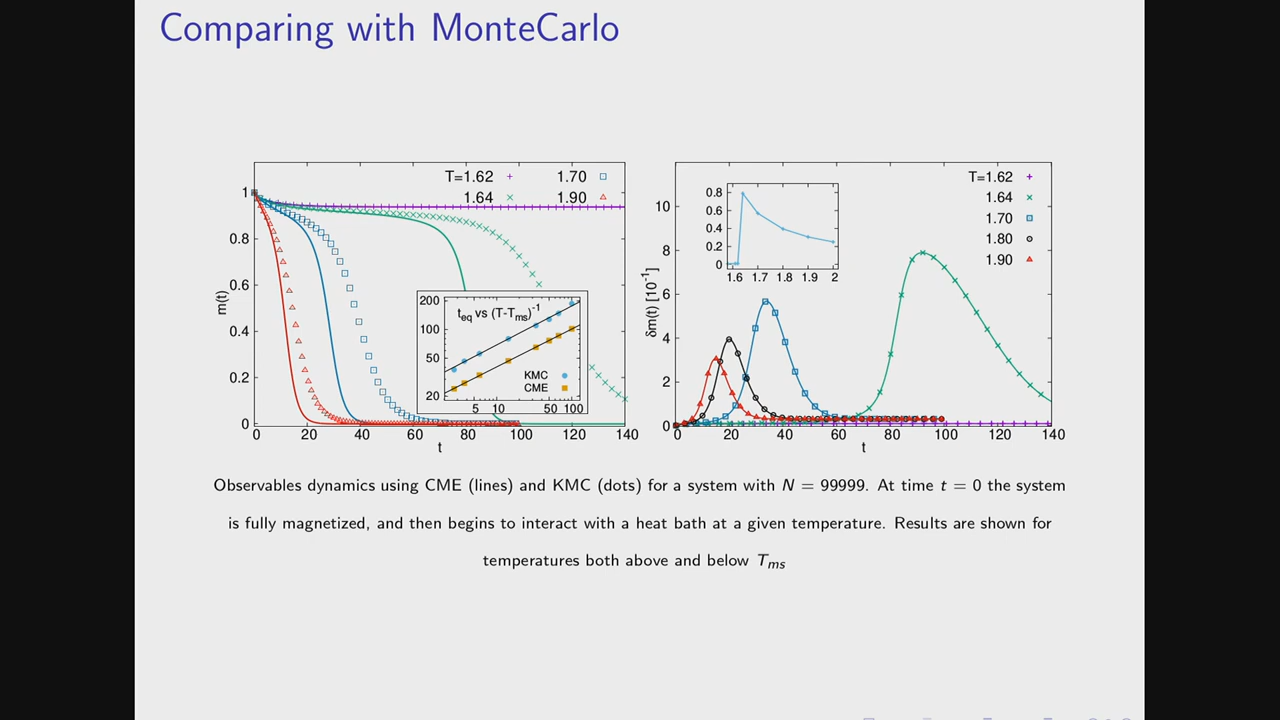 Comparing with MonteCarlo
T=1.62 1.70
1.64 1.90
m(t)
1
0.8
0.6
0.4
0.2
0
0 20 40 60 80 100 120 140
t
t_eq vs (T-T_ms)^-1
200
100
50
20
KMC
CME
5 10 50 100
T=1.62
1.64
1.70
1.80
1.90
δm(t) [10^-1]
10
8
6
4
2
0
0 20 40 60 80 100 120 140
t
0.8
0.6
0.4
0.2
0
1.6 1.7 1.8 1.9 2
Observables dynamics using CME (lines) and KMC (dots) for a system with N = 99999. At time t = 0 the system
is fully magnetized, and then begins to interact with a heat bath at a given temperature. Results are shown for
temperatures both above and below T_ms